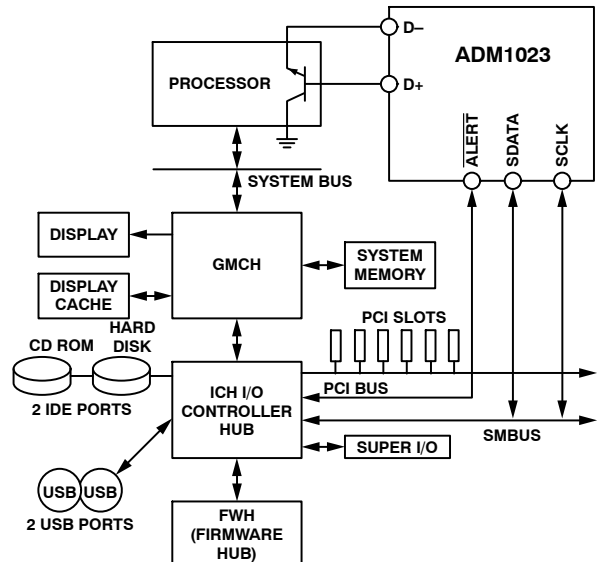 D–
ADM1023
PROCESSOR
D+
ALERT
SDATA
SCLK
SYSTEM BUS
DISPLAY
GMCH
SYSTEM
MEMORY
DISPLAY
CACHE
PCI SLOTS
HARD
DISK
CD ROM
ICH I/O
CONTROLLER
HUB
PCI BUS
2 IDE PORTS
SMBUS
SUPER I/O
USB
USB
2 USB PORTS
FWH
(FIRMWARE
HUB)